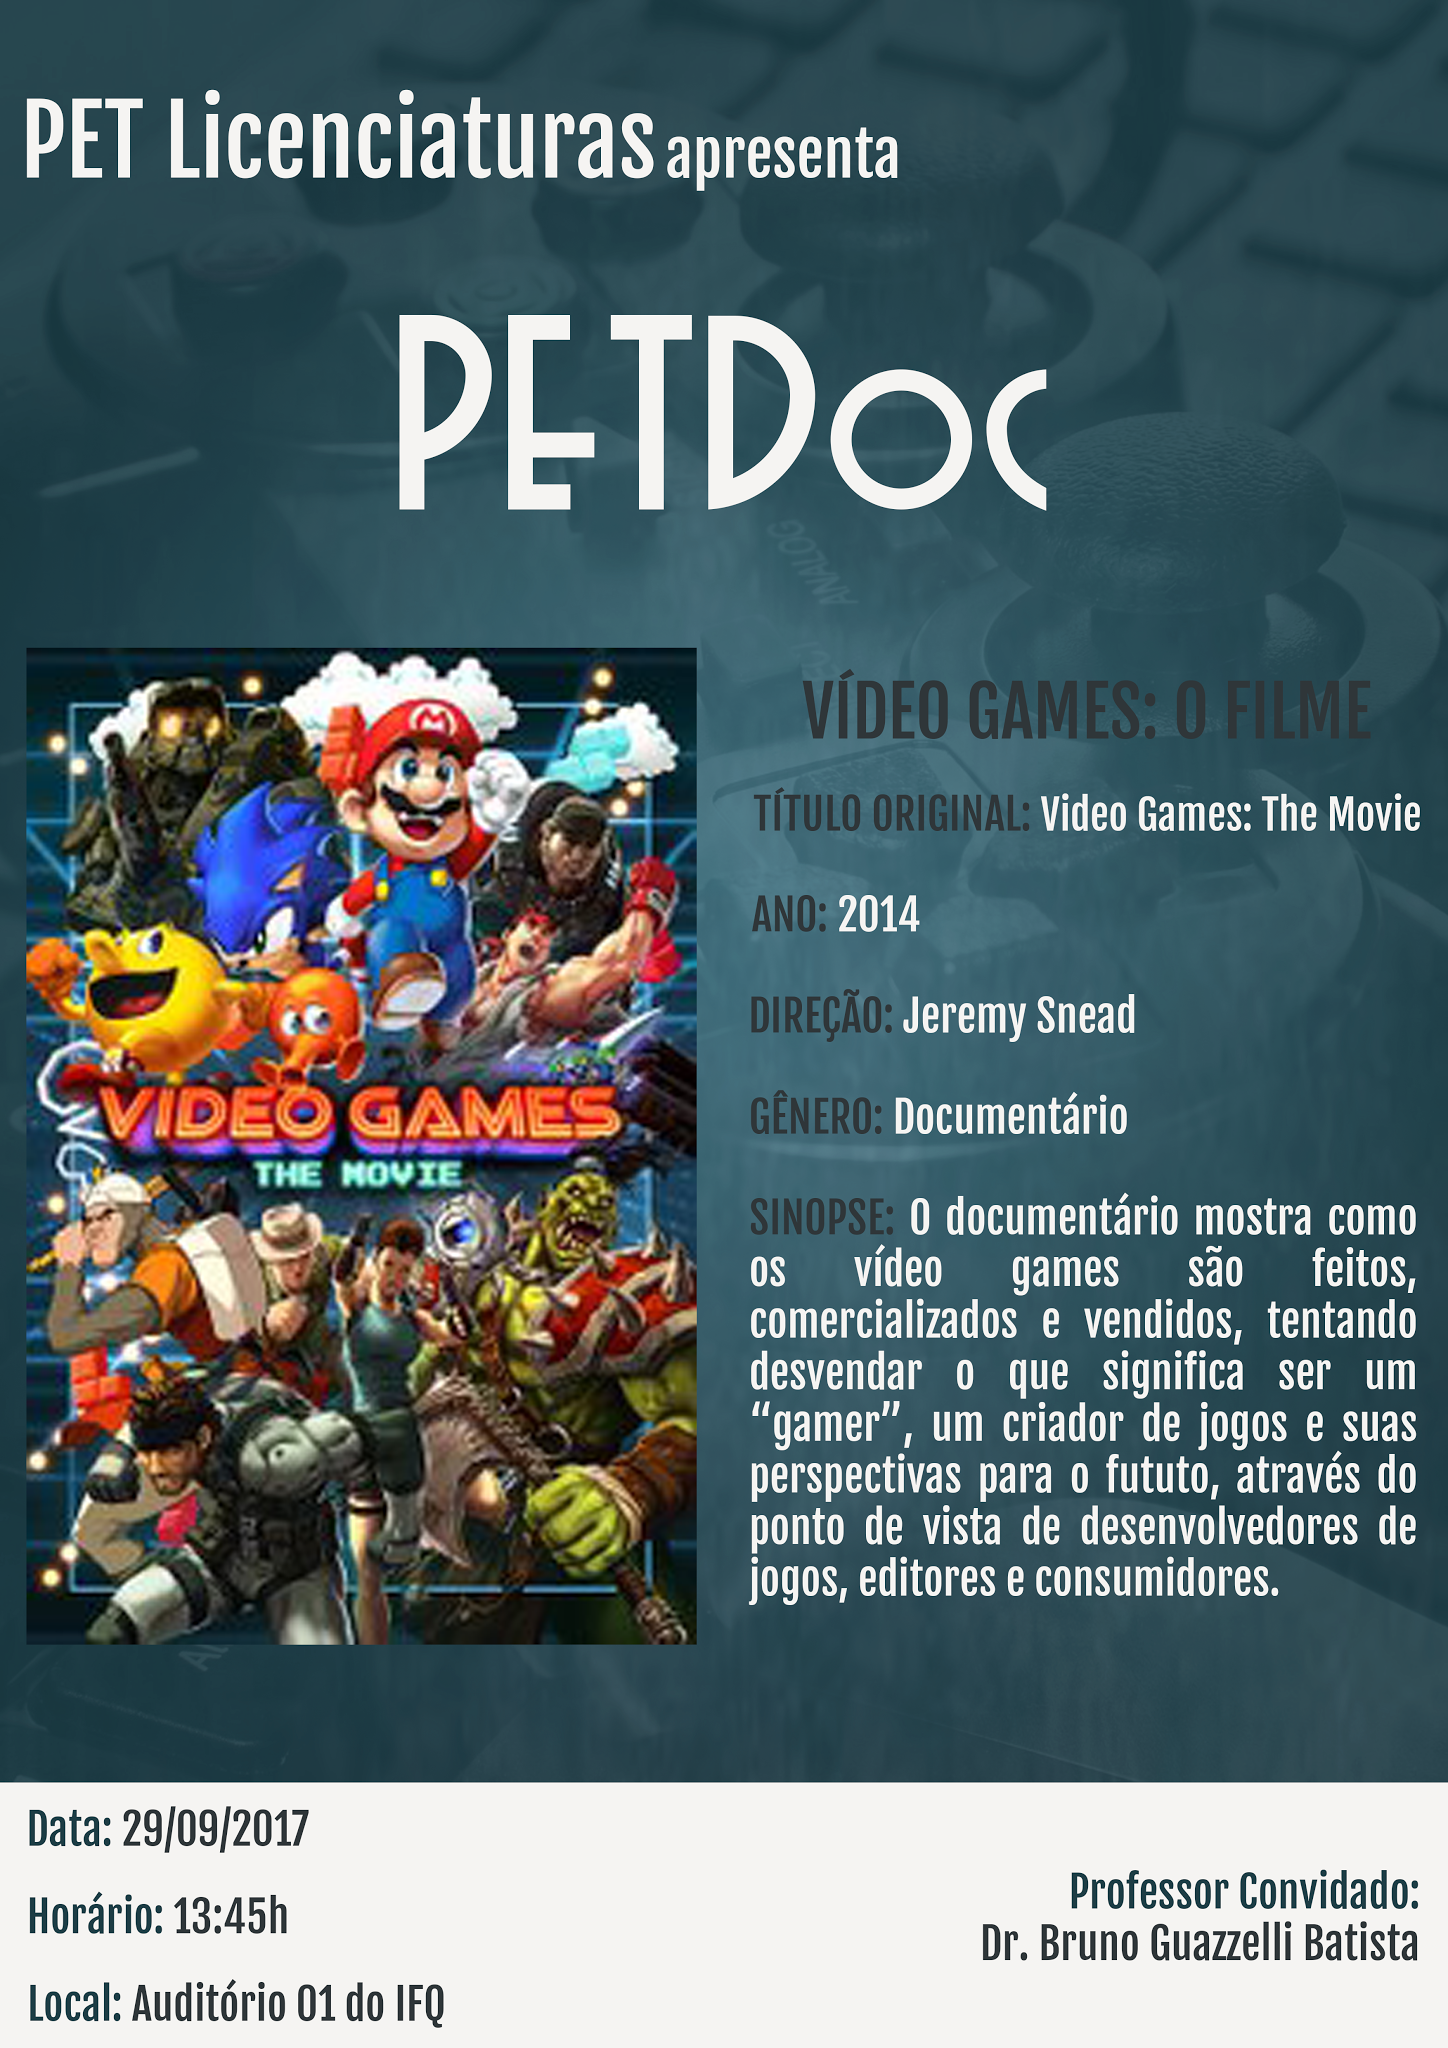 PET Licenciaturas apresenta
PETDoc
VÍDEO GAMES: O FILME
TÍTULO ORIGINAL: Video Games: The Movie
ANO: 2014
DIREÇÃO: Jeremy Snead
GÊNERO: Documentário
SINOPSE: O documentário mostra como
os vídeo games são feitos,
comercializados e vendidos, tentando
desvendar o que significa ser um
“gamer”, um criador de jogos e suas
perspectivas para o fututo, através do
ponto de vista de desenvolvedores de
jogos, editores e consumidores.
M
VIDEO GAMES
THE MOVIE
ANALOG
Data: 29/09/2017
Horário: 13:45h
Local: Auditório 01 do IFQ
Professor Convidado:
Dr. Bruno Guazzelli Batista